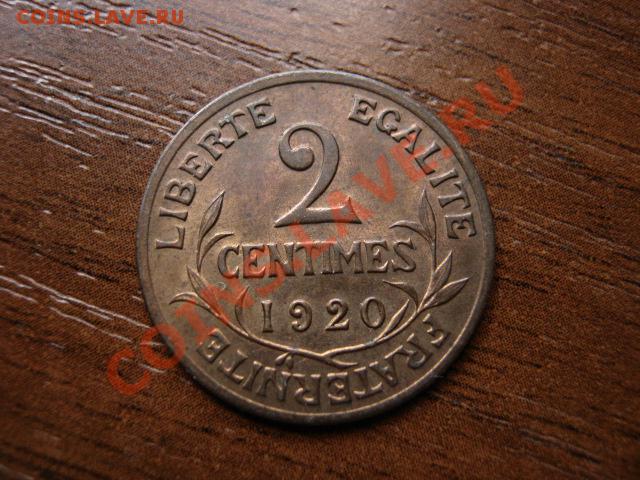 COINS.LAVE.RU
LIBERTE EGALITE
2
CENTIMES
1920
FRATERNITE
COINS.LAVE.RU